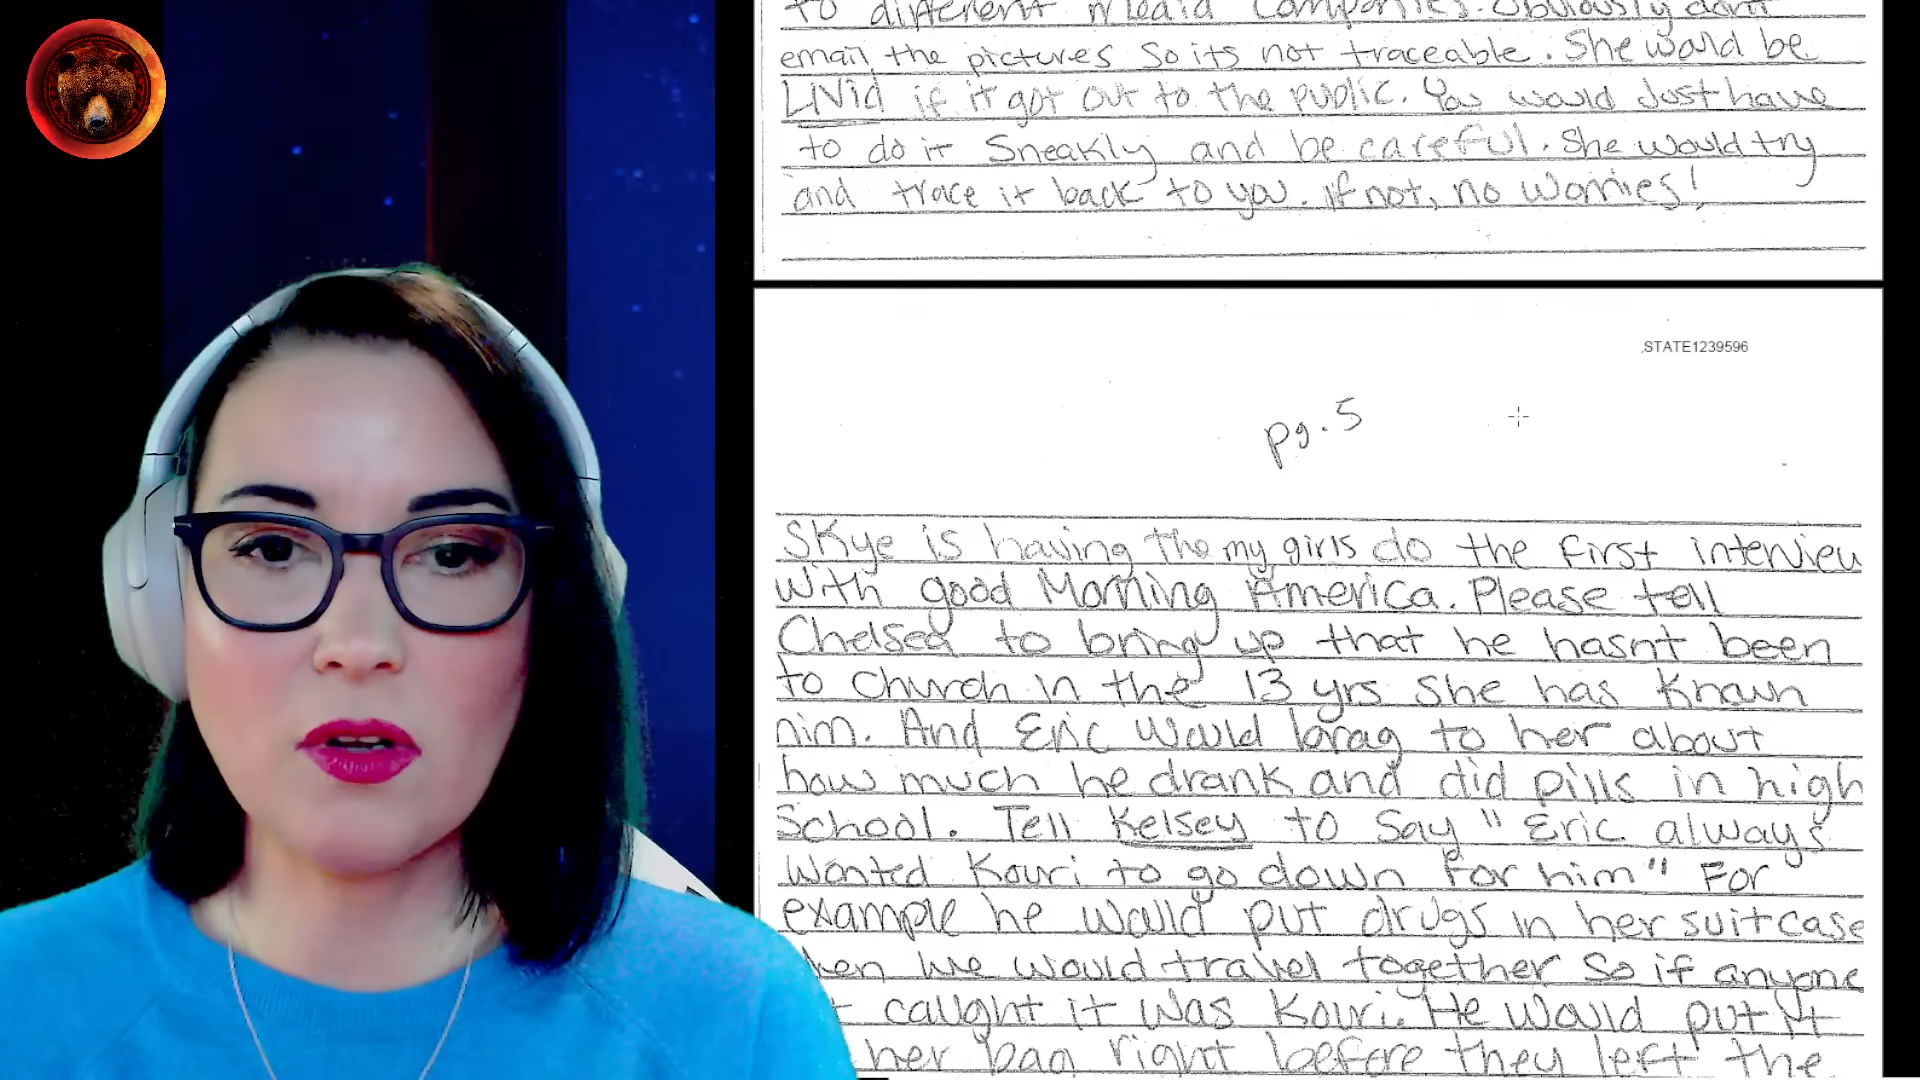 to different Meaid Companies. Obviously don't
email the pictures so its not traceable. She would be
LIVID if it got out to the public. You would Just have
to do it Sneakly and be careful. She would try
and trace it back to you. if not, no worries!
STATE1239596
pg. 5
SKye is having the my girls do the first interview
with good Morning America. Please tell
Chelsea to bring up that he hasnt been
to church in the 13 yrs she has known
him. And Eric would brag to her about
how much he drank and did pills in high
School. Tell Kelsey to say "Eric always
wanted Kouri to go down for him" For
example he would put drugs in her suitcase
when we would travel together so if anyone
caught it was Kouri. He would put it
her bag right before they left the